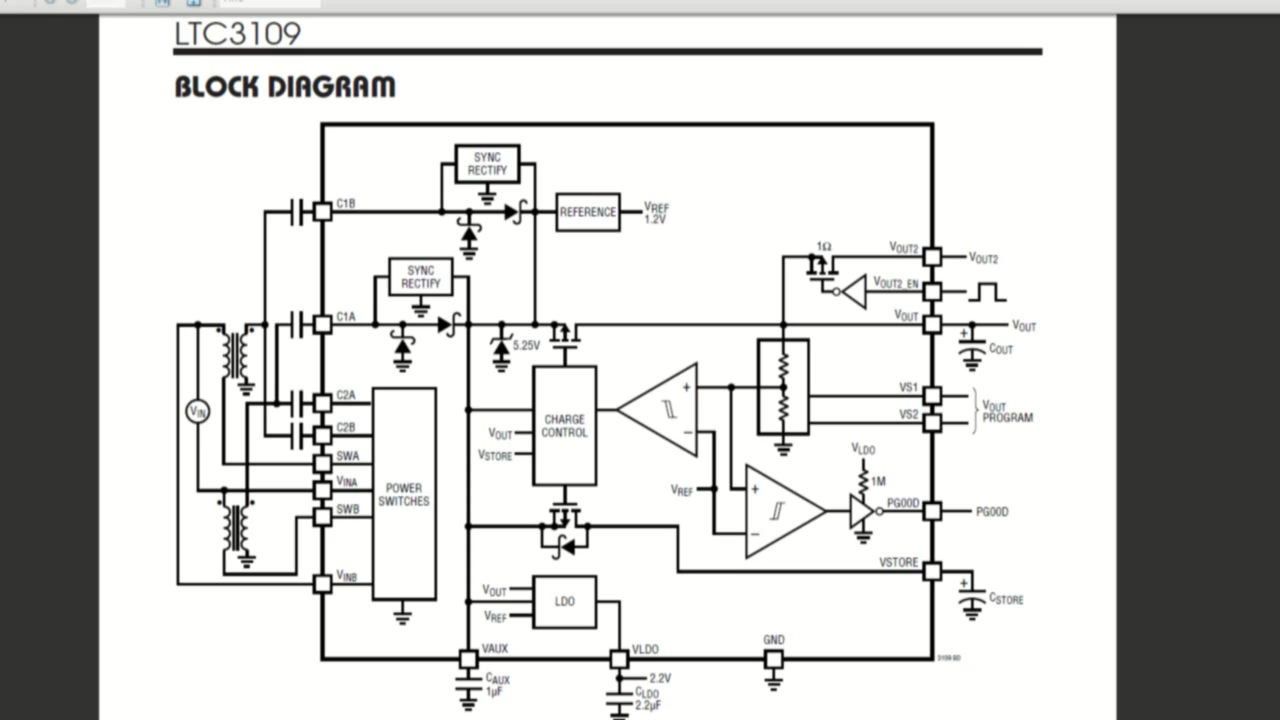 LTC3109
BLOCK DIAGRAM
SYNC
RECTIFY
C1B
REFERENCE
VREF
1.2V
SYNC
RECTIFY
1Ω
VOUT2
VOUT2
VOUT2_EN
C1A
5.25V
VOUT
VOUT
COUT
+
VIN
C2A
C2B
SWA
VINA
SWB
VINB
POWER
SWITCHES
CHARGE
CONTROL
VOUT
VSTORE
+
−
VS1
VS2
VOUT
PROGRAM
VREF
+
−
VLDO
1M
PGOOD
PGOOD
VSTORE
+
CSTORE
VOUT
VREF
LDO
VAUX
VLDO
GND
3109 BD
CAUX
1µF
2.2V
CLDO
2.2µF